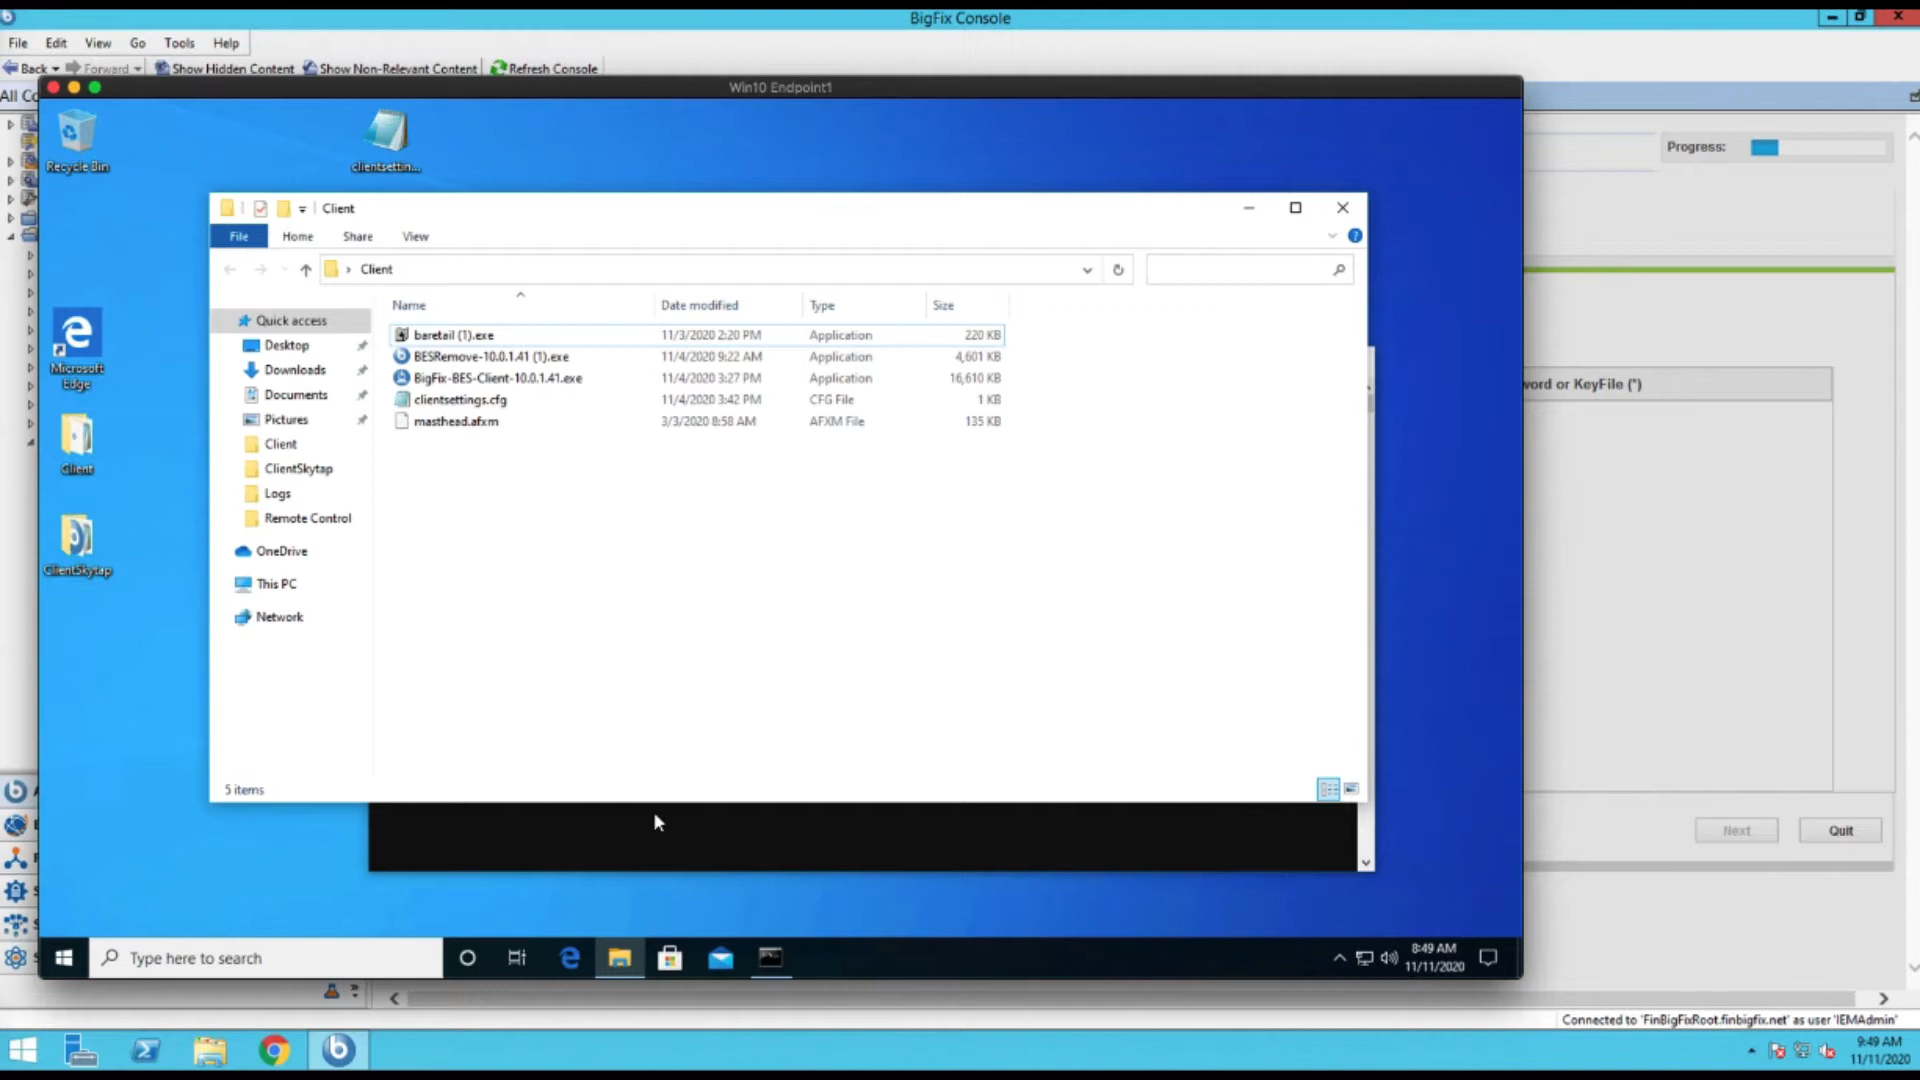 BigFix Console
File Edit View Go Tools Help
Back Forward Show Hidden Content Show Non-Relevant Content Refresh Console
All Co
Win10 Endpoint1
Recycle Bin
clientsettin...
Progress:
Client
File Home Share View
Client
Name Date modified Type Size
Quick access
Desktop
Downloads
Documents
Pictures
Client
ClientSkytap
Logs
Remote Control
OneDrive
This PC
Network
baretail (1).exe 11/3/2020 2:20 PM Application 220 KB
BESRemove-10.0.1.41 (1).exe 11/4/2020 9:22 AM Application 4,601 KB
BigFix-BES-Client-10.0.1.41.exe 11/4/2020 3:27 PM Application 16,610 KB
clientsettings.cfg 11/4/2020 3:42 PM CFG File 1 KB
masthead.afxm 3/3/2020 8:58 AM AFXM File 135 KB
Microsoft
Edge
Client
ClientSkytap
word or KeyFile (*)
5 items
Next Quit
Type here to search
8:49 AM
11/11/2020
Connected to 'FinBigFixRoot.finbigfix.net' as user 'IEMAdmin'
9:49 AM
11/11/2020